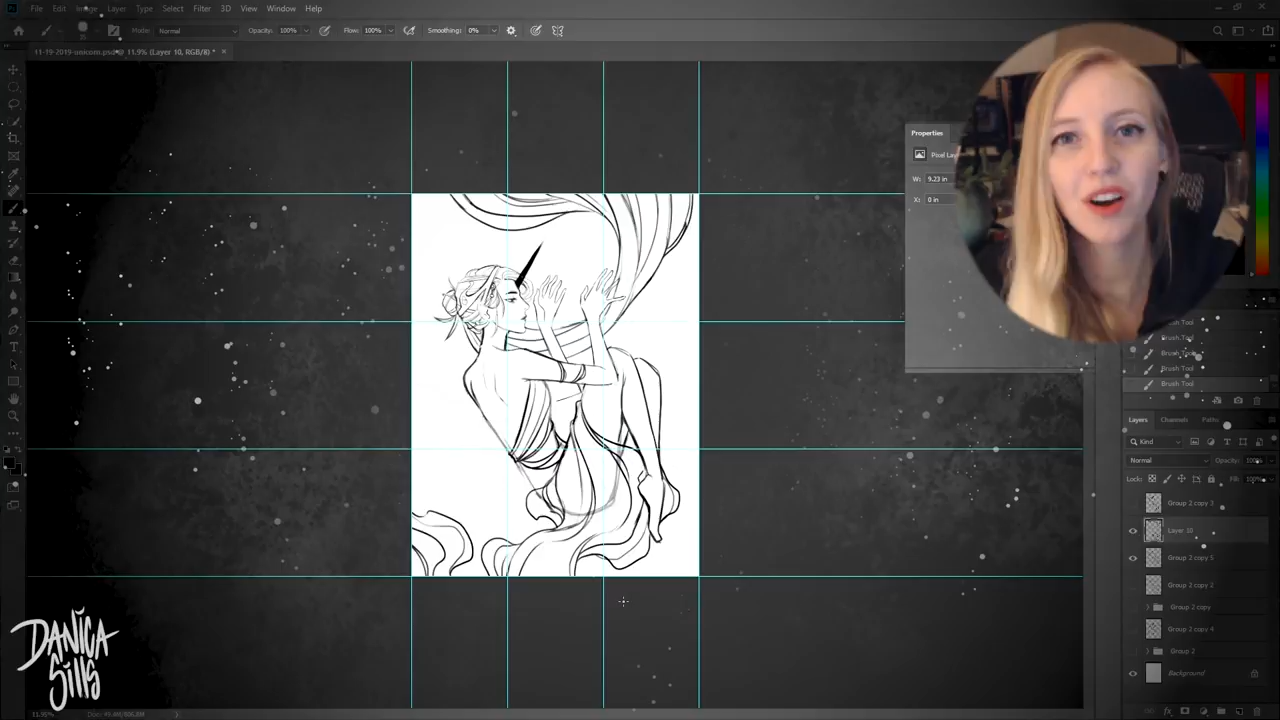 File Edit Image Layer Type Select Filter 3D View Window Help
Mode: Normal Opacity: 100% Flow: 100% Smoothing: 0%
11-19-2019-unicorn.psd @ 11.9% (Layer 10, RGB/8) *
Properties
Pixel Lay
W: 9.23 in
X: 0 in
Brush Tool
Brush Tool
Brush Tool
Brush Tool
Brush Tool
Layers Channels Paths
Kind
Normal Opacity: 100%
Lock: Fill: 100%
Group 2 copy 3
Layer 10
Group 2 copy 5
Group 2 copy 2
Group 2 copy
Group 2 copy 4
Group 2
Background
DANICA
Sills
11.95%